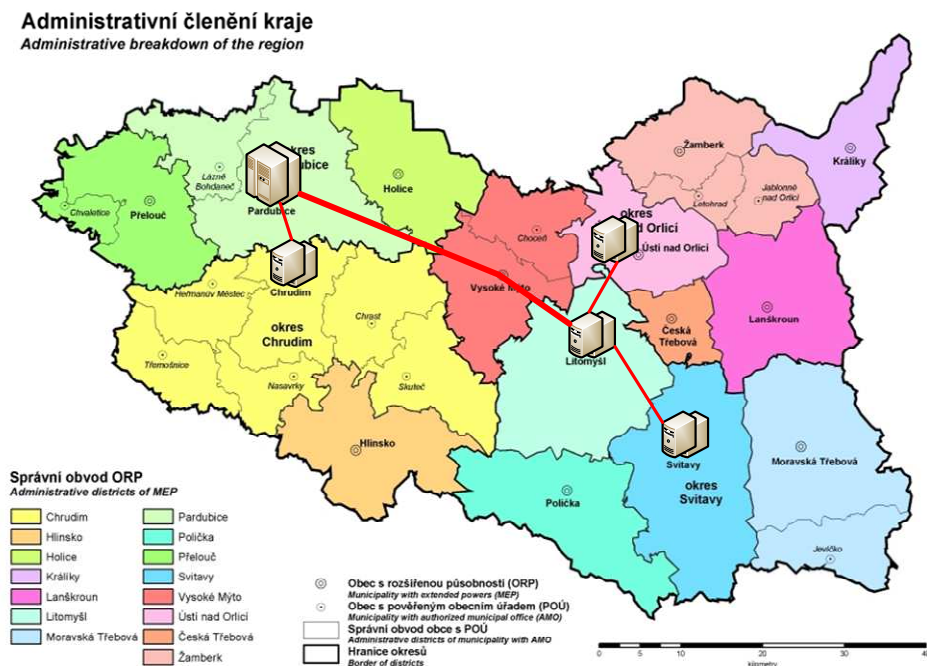 Administrativní členění kraje
Administrative breakdown of the region
Žamberk
Králíky
okres
Lázně
Bohdaneč
Holice
Jablonné
nad Orlicí
Letohrad
Chvaletice
Přelouč
Pardubice
okres
Choceň
Ústí nad Orlicí
Chrudim
Heřmanův Městec
Vysoké Mýto
Lanškroun
Chrast
okres
Chrudim
Česká
Třebová
Třemošnice
Litomyšl
Nasavrky
Skuteč
Hlinsko
Svitavy
Moravská Třebová
okres
Svitavy
Polička
Jevíčko
Správní obvod ORP
Administrative districts of MEP
Chrudim
Pardubice
Hlinsko
Polička
Holice
Přelouč
Králíky
Svitavy
Lanškroun
Vysoké Mýto
Litomyšl
Ústí nad Orlicí
Moravská Třebová
Česká Třebová
Žamberk
Obec s rozšířenou působností (ORP)
Municipality with extended powers (MEP)
Obec s pověřeným obecním úřadem (POÚ)
Municipality with authorized municipal office (AMO)
Správní obvod obce s POÚ
Administrative districts of municipality with AMO
Hranice okresů
Border of districts
0 5 10 20 30
kilometry